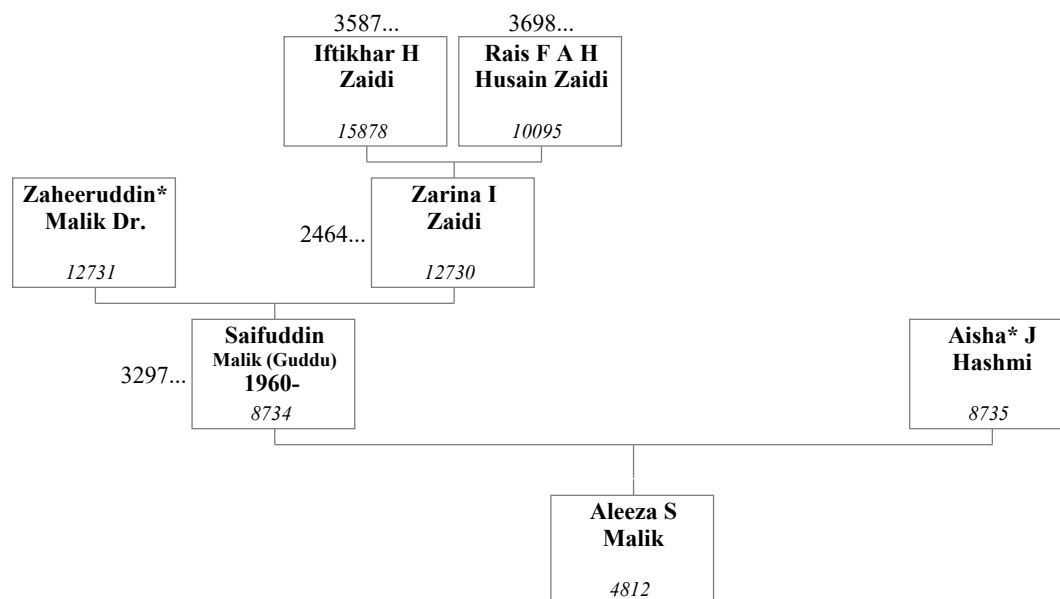 3587...
3698...
Iftikhar H
Zaidi
15878
Rais F A H
Husain Zaidi
10095
Zaheeruddin*
Malik Dr.
12731
2464...
Zarina I
Zaidi
12730
3297...
Saifuddin
Malik (Guddu)
1960-
8734
Aisha* J
Hashmi
8735
Aleeza S
Malik
4812